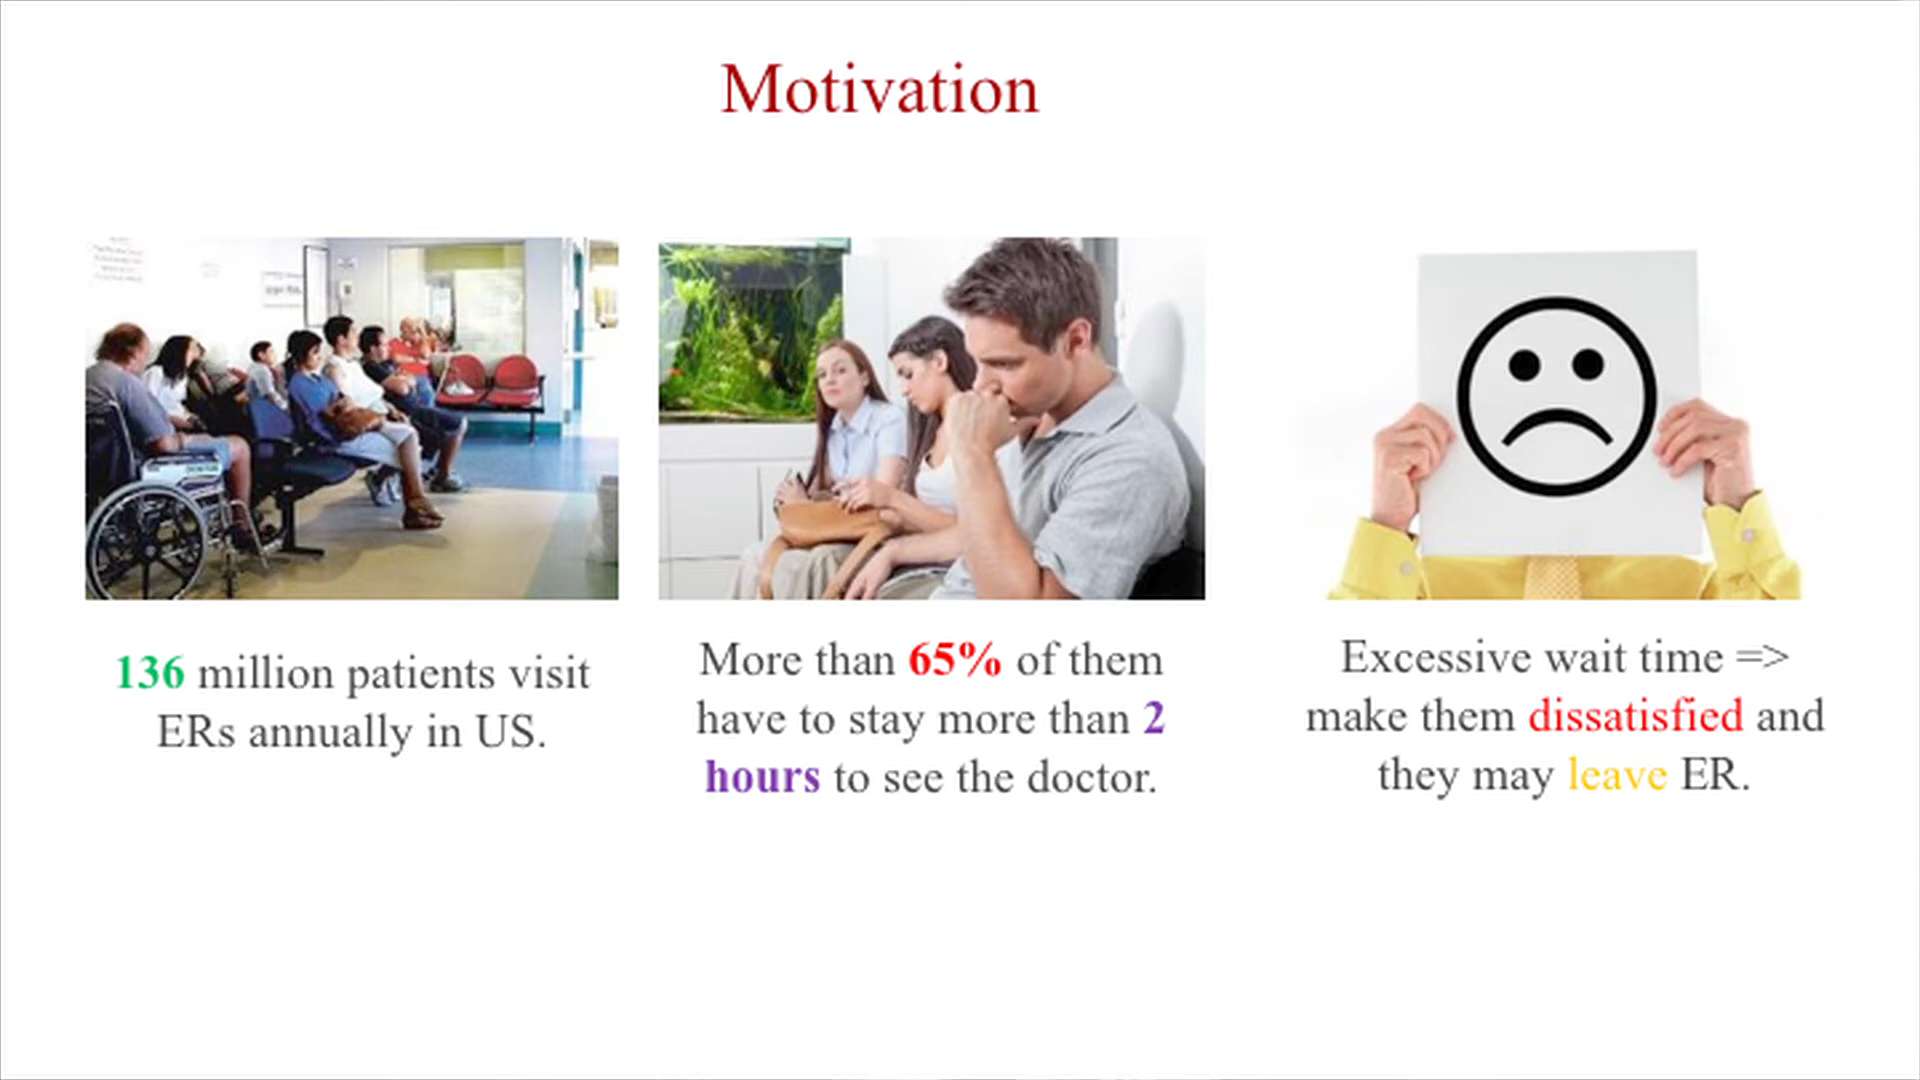 Motivation
136 million patients visit
ERs annually in US.
More than 65% of them
have to stay more than 2
hours to see the doctor.
Excessive wait time =>
make them dissatisfied and
they may leave ER.